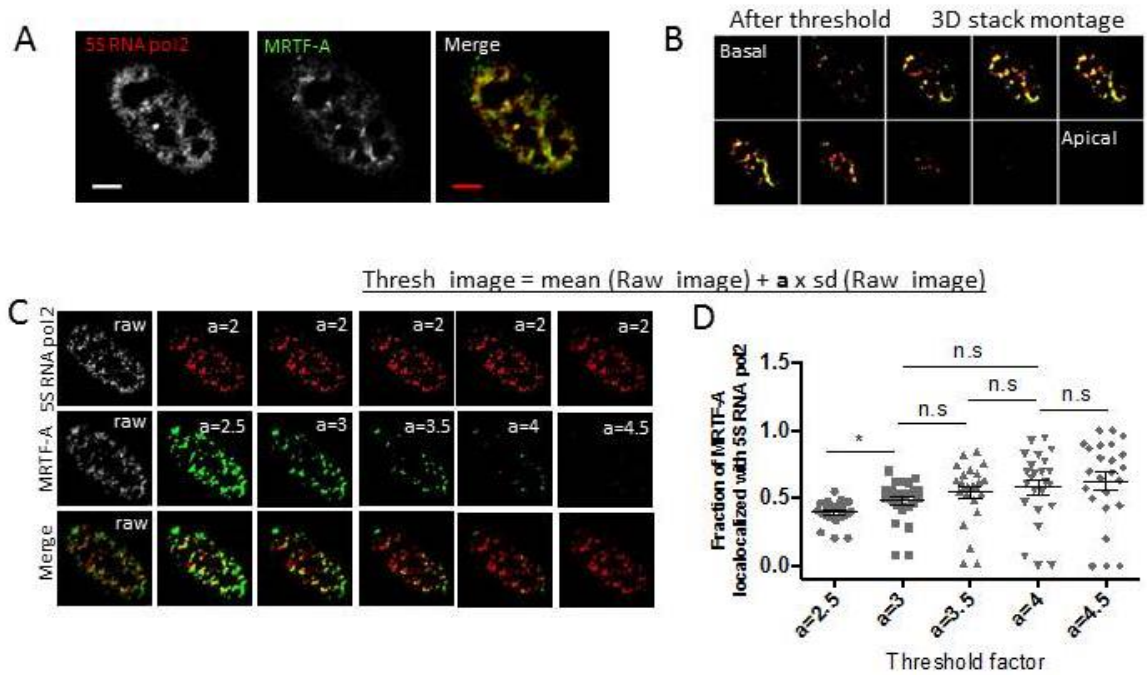 A
5S RNA pol2
MRTF-A
Merge
B
After threshold
3D stack montage
Basal
Apical
Thresh_image = mean (Raw_image) + a x sd (Raw_image)
C
5S RNA pol2
raw
a=2
a=2
a=2
a=2
a=2
MRTF-A
raw
a=2.5
a=3
a=3.5
a=4
a=4.5
Merge
raw
D
Fraction of MRTF-A
localocalized with 5S RNA pol2
1.5
1.0
0.5
0.0
*
n.s
n.s
n.s
n.s
a=2.5
a=3
a=3.5
a=4
a=4.5
Threshold factor